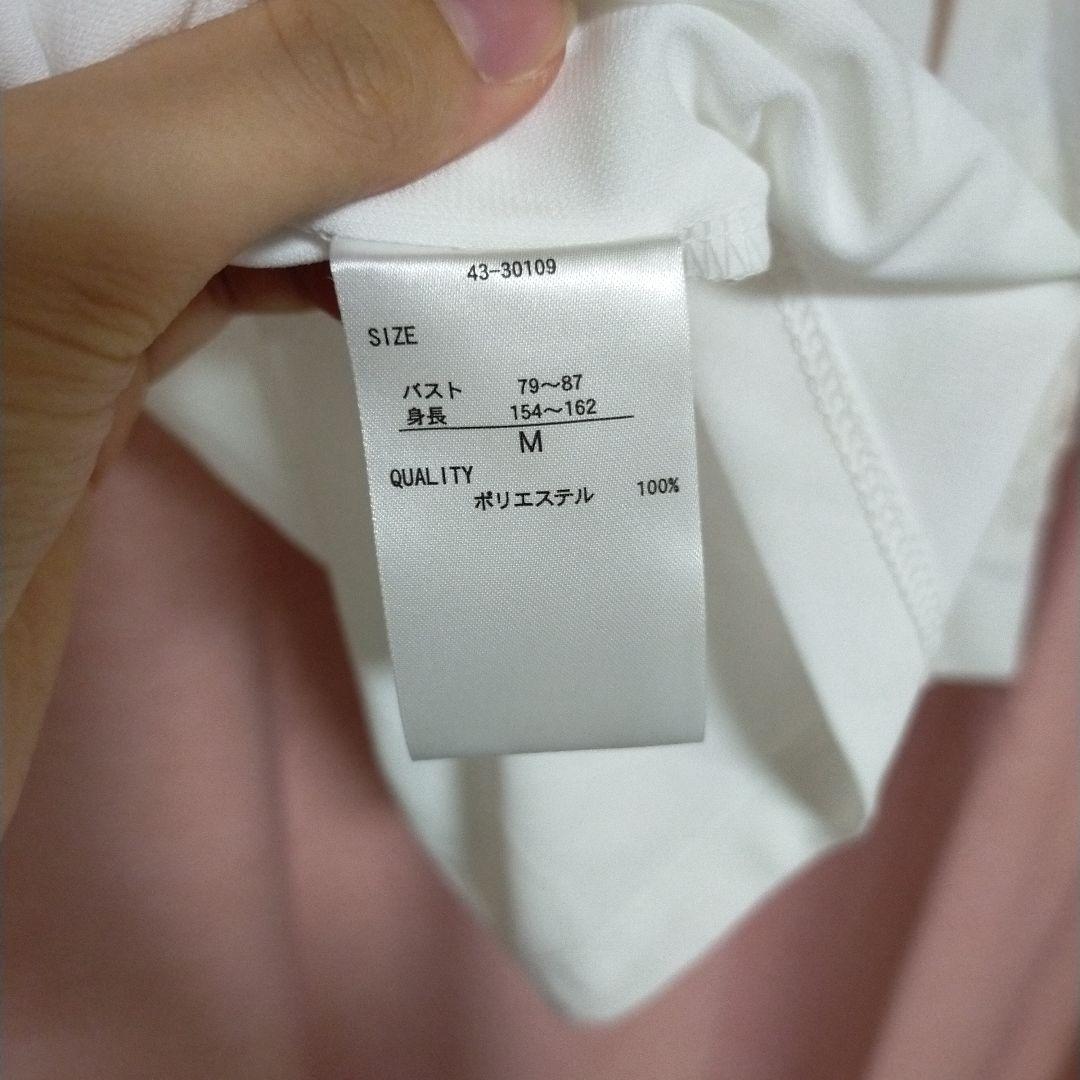 43-30109
SIZE
バスト 79～87
身長 154～162
M
QUALITY
ポリエステル 100%